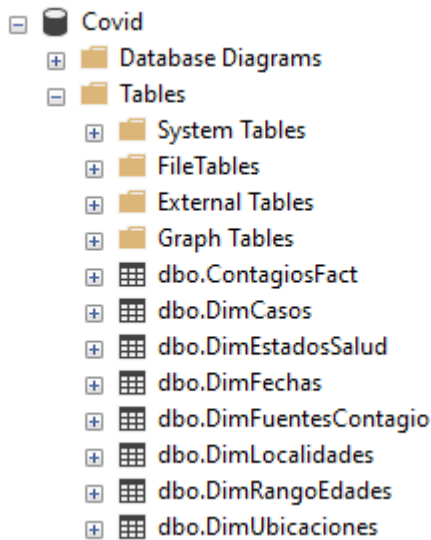 Covid
Database Diagrams
Tables
System Tables
FileTables
External Tables
Graph Tables
dbo.ContagiosFact
dbo.DimCasos
dbo.DimEstadosSalud
dbo.DimFechas
dbo.DimFuentesContagio
dbo.DimLocalidades
dbo.DimRangoEdades
dbo.DimUbicaciones